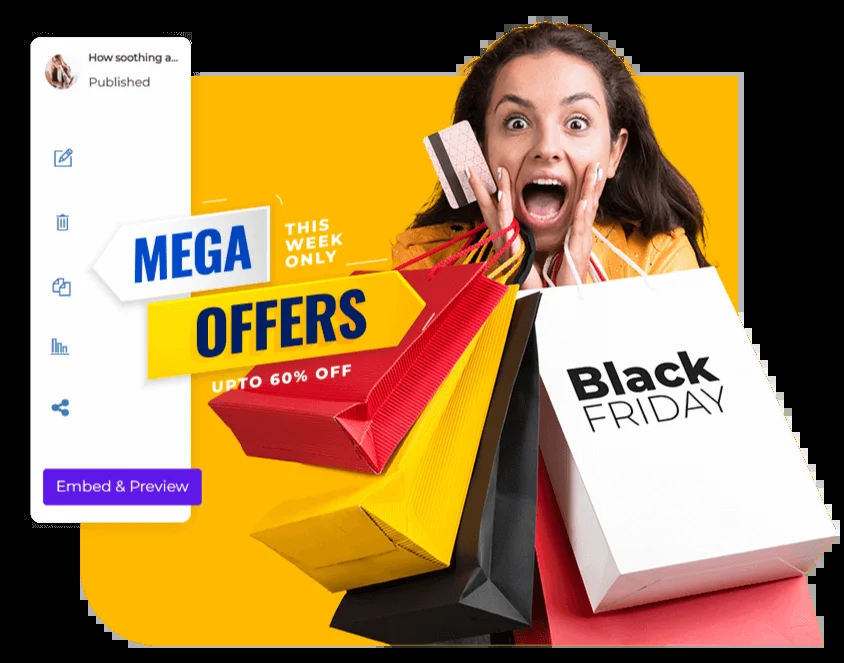 How soothing a...
Published
MEGA
THIS
WEEK
ONLY
OFFERS
UPTO 60% OFF
Black
FRIDAY
Embed & Preview